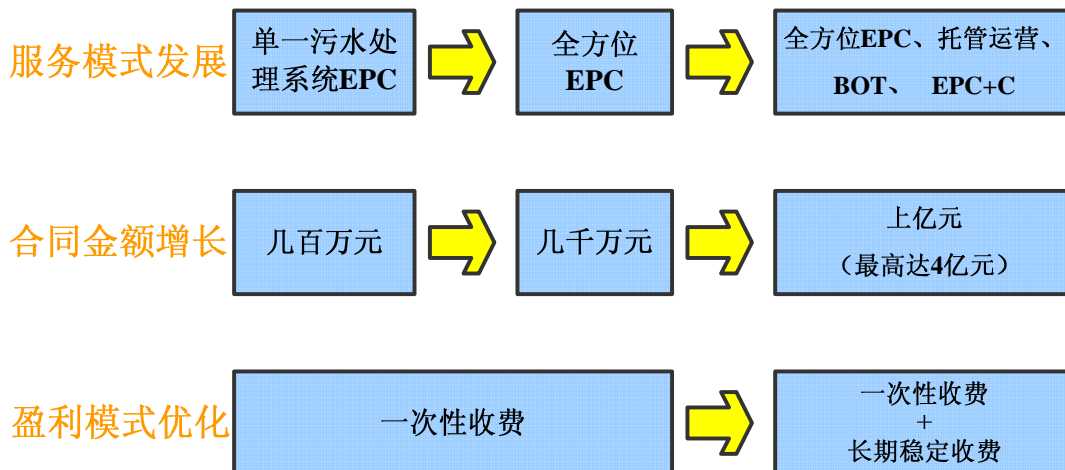 服务模式发展
单一污水处
理系统EPC
全方位
EPC
全方位EPC、托管运营、
BOT、 EPC+C
合同金额增长
几百万元
几千万元
上亿元
（最高达4亿元）
盈利模式优化
一次性收费
一次性收费
+
长期稳定收费